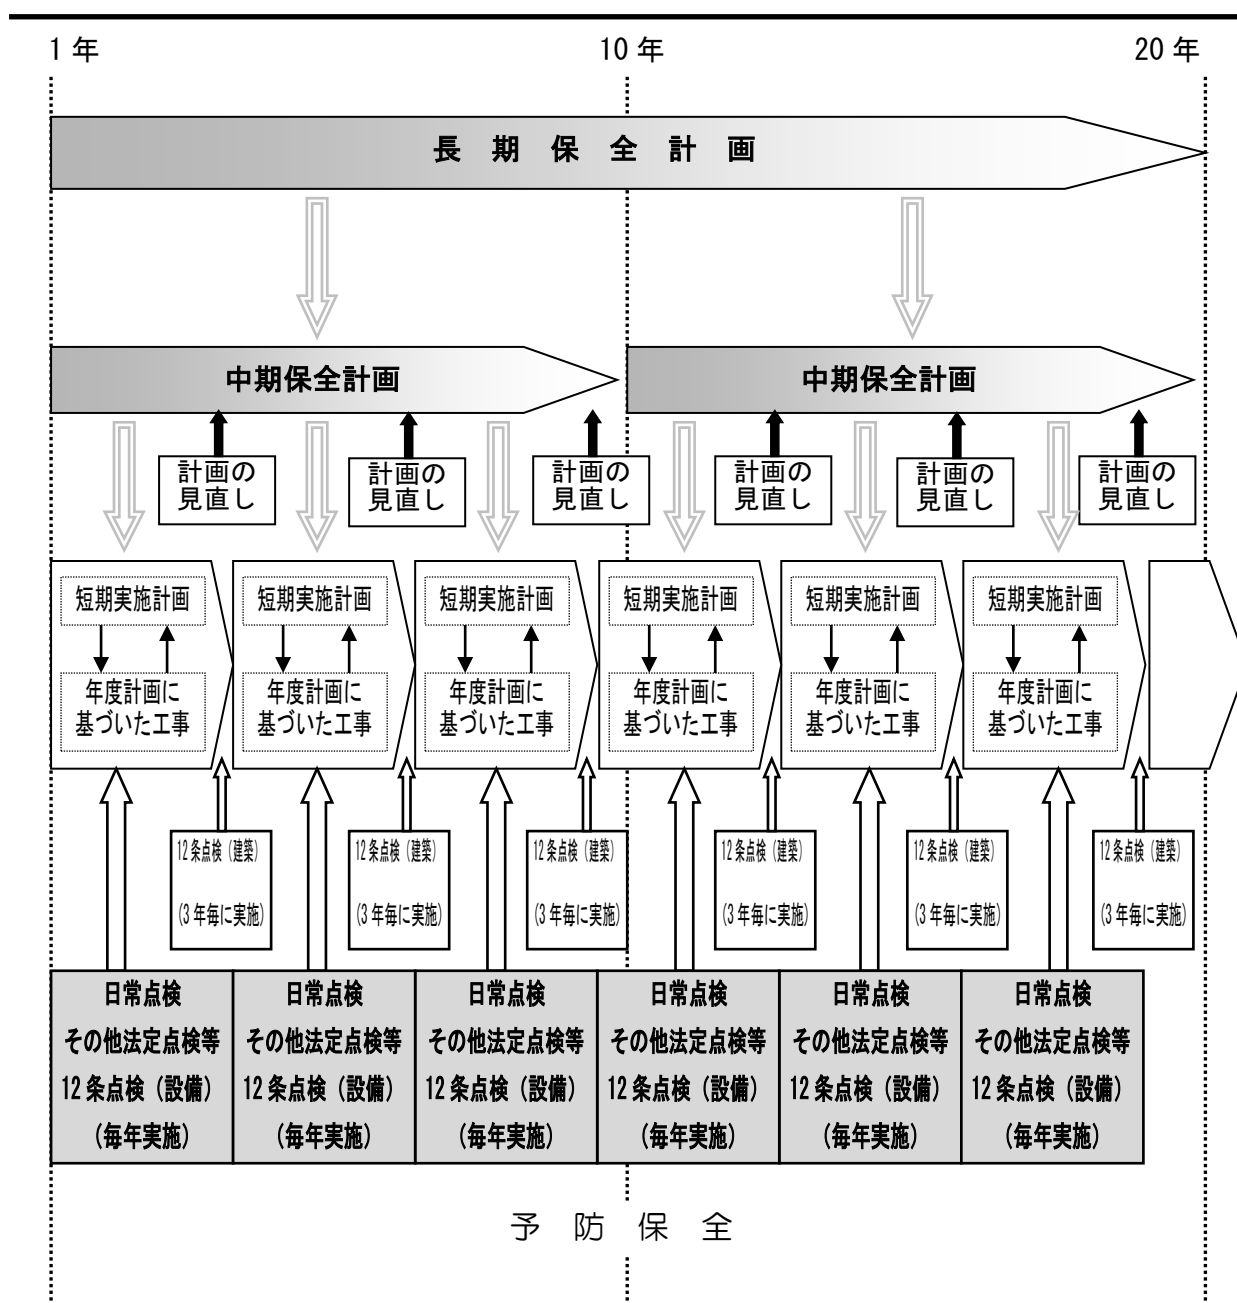 1年 10年 20年
長期保全計画
中期保全計画 中期保全計画
計画の 計画の 計画の 計画の 計画の 計画の
見直し 見直し 見直し 見直し 見直し 見直し
短期実施計画 短期実施計画 短期実施計画 短期実施計画 短期実施計画 短期実施計画
年度計画に 年度計画に 年度計画に 年度計画に 年度計画に 年度計画に
基づいた工事 基づいた工事 基づいた工事 基づいた工事 基づいた工事 基づいた工事
12条点検（建築） 12条点検（建築） 12条点検（建築） 12条点検（建築） 12条点検（建築） 12条点検（建築）
(3年毎に実施) (3年毎に実施) (3年毎に実施) (3年毎に実施) (3年毎に実施) (3年毎に実施)
日常点検 日常点検 日常点検 日常点検 日常点検 日常点検
その他法定点検等 その他法定点検等 その他法定点検等 その他法定点検等 その他法定点検等 その他法定点検等
12条点検（設備） 12条点検（設備） 12条点検（設備） 12条点検（設備） 12条点検（設備） 12条点検（設備）
（毎年実施） （毎年実施） （毎年実施） （毎年実施） （毎年実施） （毎年実施）
予防保全